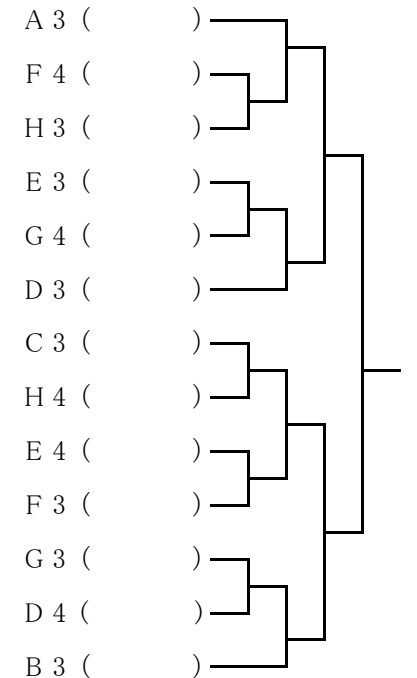 A 3 (        )
F 4 (        )
H 3 (        )
E 3 (        )
G 4 (        )
D 3 (        )
C 3 (        )
H 4 (        )
E 4 (        )
F 3 (        )
G 3 (        )
D 4 (        )
B 3 (        )